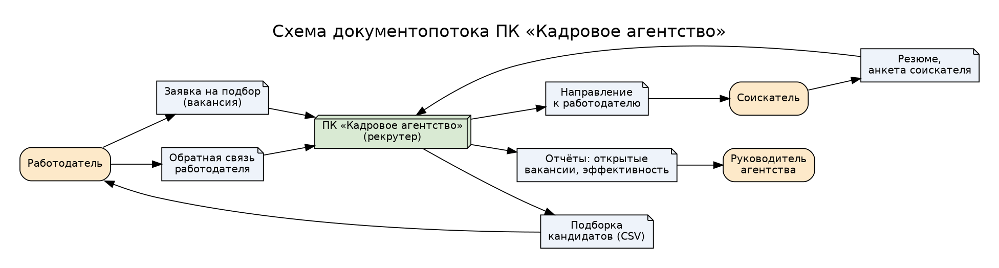 Схема документопотока ПК «Кадровое агентство»
Резюме,
анкета соискателя
Заявка на подбор
(вакансия)
Направление
к работодателю
Соискатель
ПК «Кадровое агентство»
(рекрутер)
Работодатель
Обратная связь
работодателя
Отчёты: открытые
вакансии, эффективность
Руководитель
агентства
Подборка
кандидатов (CSV)